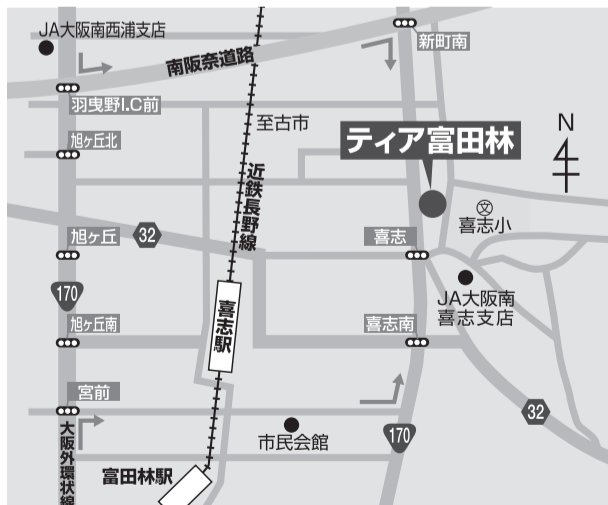 JA大阪南西浦支店
新町南
南阪奈道路
羽曳野I.C前
至古市
旭ヶ丘北
ティア富田林
N
近鉄長野線
文
喜志小
32
旭ヶ丘
喜志
170
JA大阪南
喜志支店
喜志駅
旭ヶ丘南
喜志南
宮前
32
170
市民会館
大阪外環状線
富田林駅